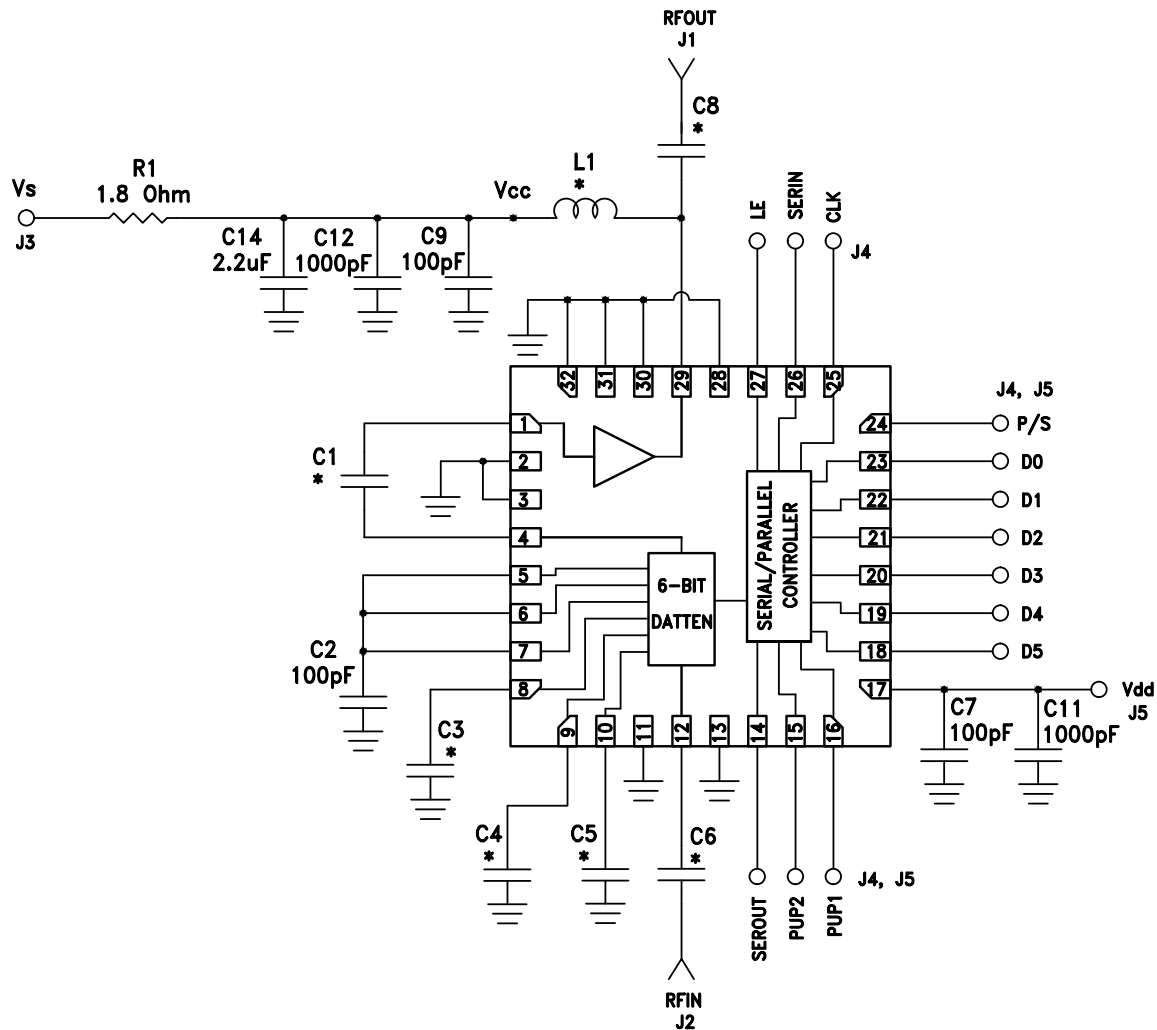 RFOUT
J1
C8
*
R1
1.8 Ohm
Vs
J3
Vcc
L1
*
C14
2.2uF
C12
1000pF
C9
100pF
LE
SERIN
CLK
J4
32
31
30
29
28
27
26
25
J4, J5
1
2
3
4
5
6
7
8
C1
*
24
23
22
21
20
19
18
17
P/S
D0
D1
D2
D3
D4
D5
SERIAL/PARALLEL
CONTROLLER
6-BIT
DATTEN
C2
100pF
Vdd
J5
C7
100pF
C11
1000pF
9
10
11
12
13
14
15
16
C3
*
C4
*
C5
*
C6
*
J4, J5
SEROUT
PUP2
PUP1
RFIN
J2